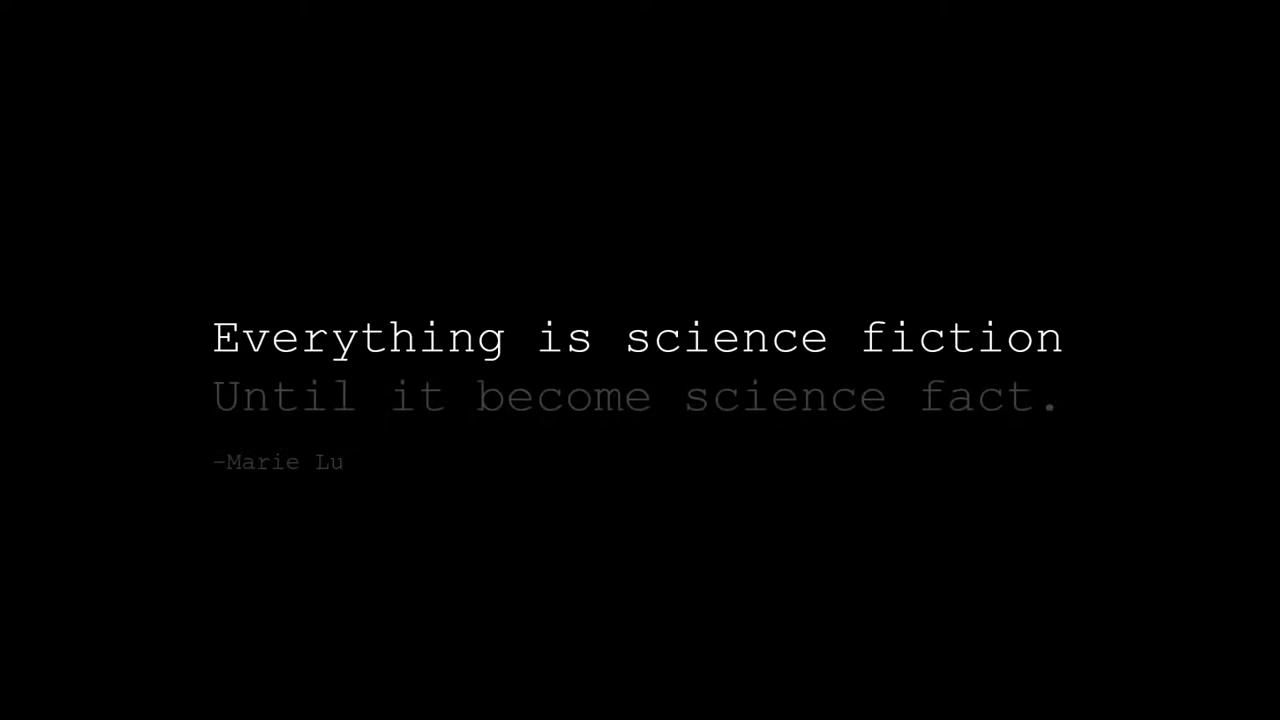 Everything is science fiction
Until it become science fact.
-Marie Lu